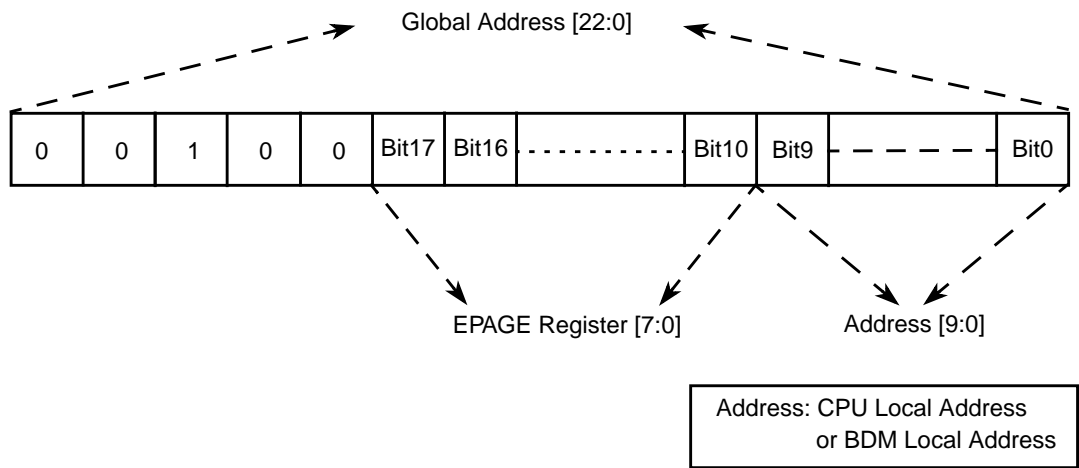 Global Address [22:0]
0 0 1 0 0 Bit17 Bit16 Bit10 Bit9 Bit0
EPAGE Register [7:0] Address [9:0]
Address: CPU Local Address
or BDM Local Address